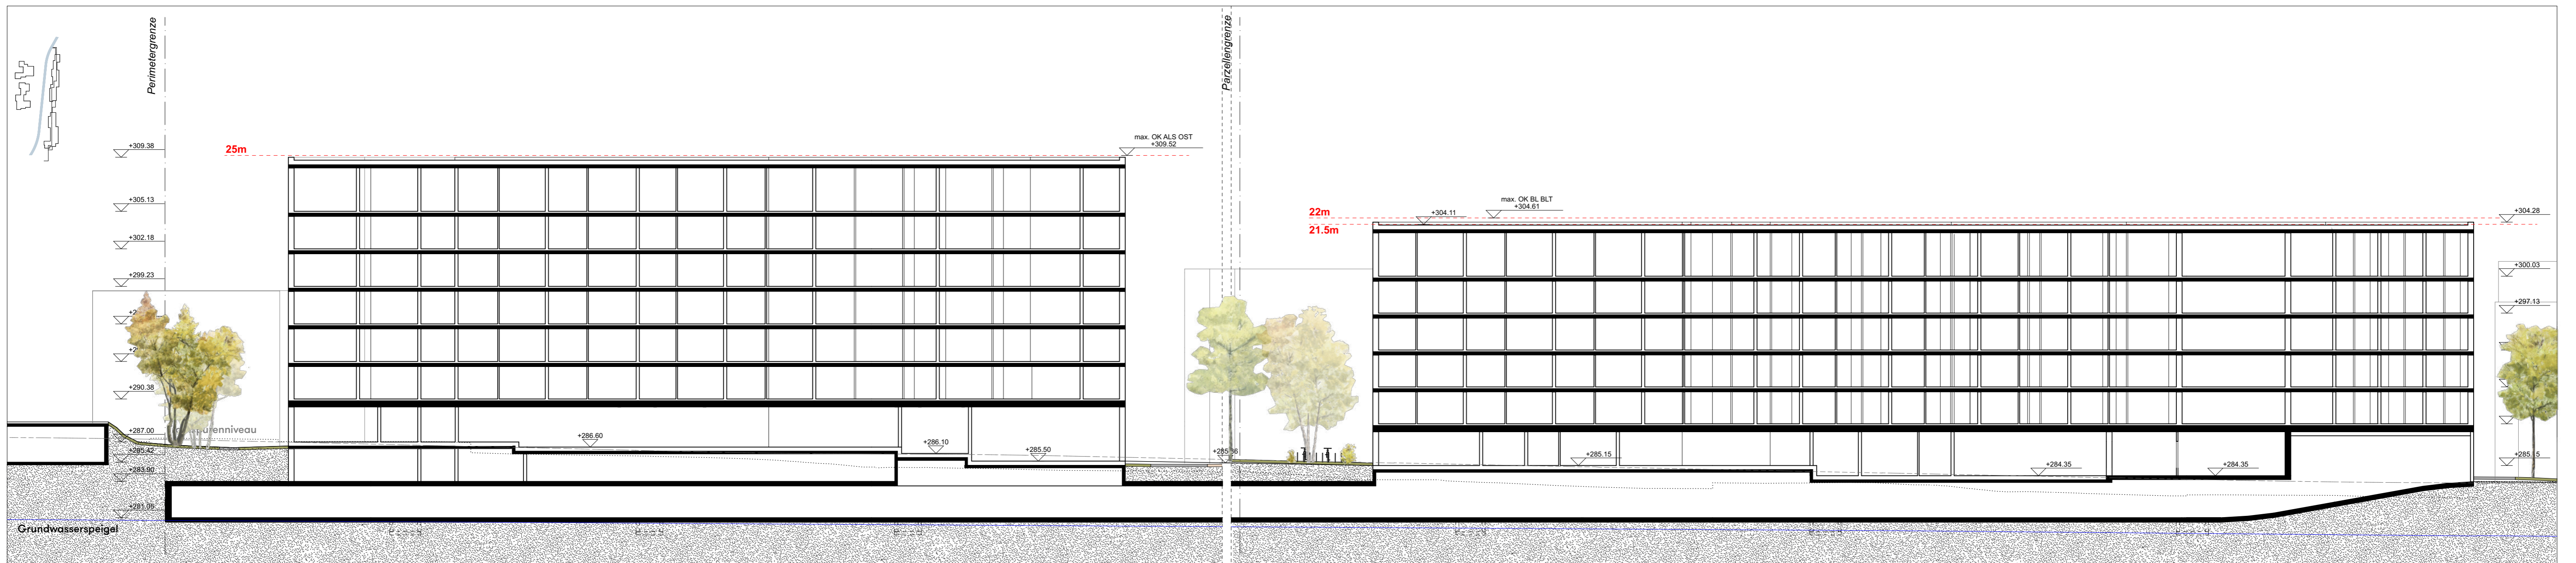 Perimetergrenze
Parzellengrenze
max. OK ALS OST
+309.52
+309.38
25m
+305.13
max. OK BL BLT
+304.61
22m
+304.11
+304.28
21.5m
+302.18
+299.23
+300.03
+297.13
+290.38
+287.00
+286.60
+286.10
+285.50
+285.42
+285.15
+284.35
+284.35
+283.90
+281.05
Grundwasserspeigel